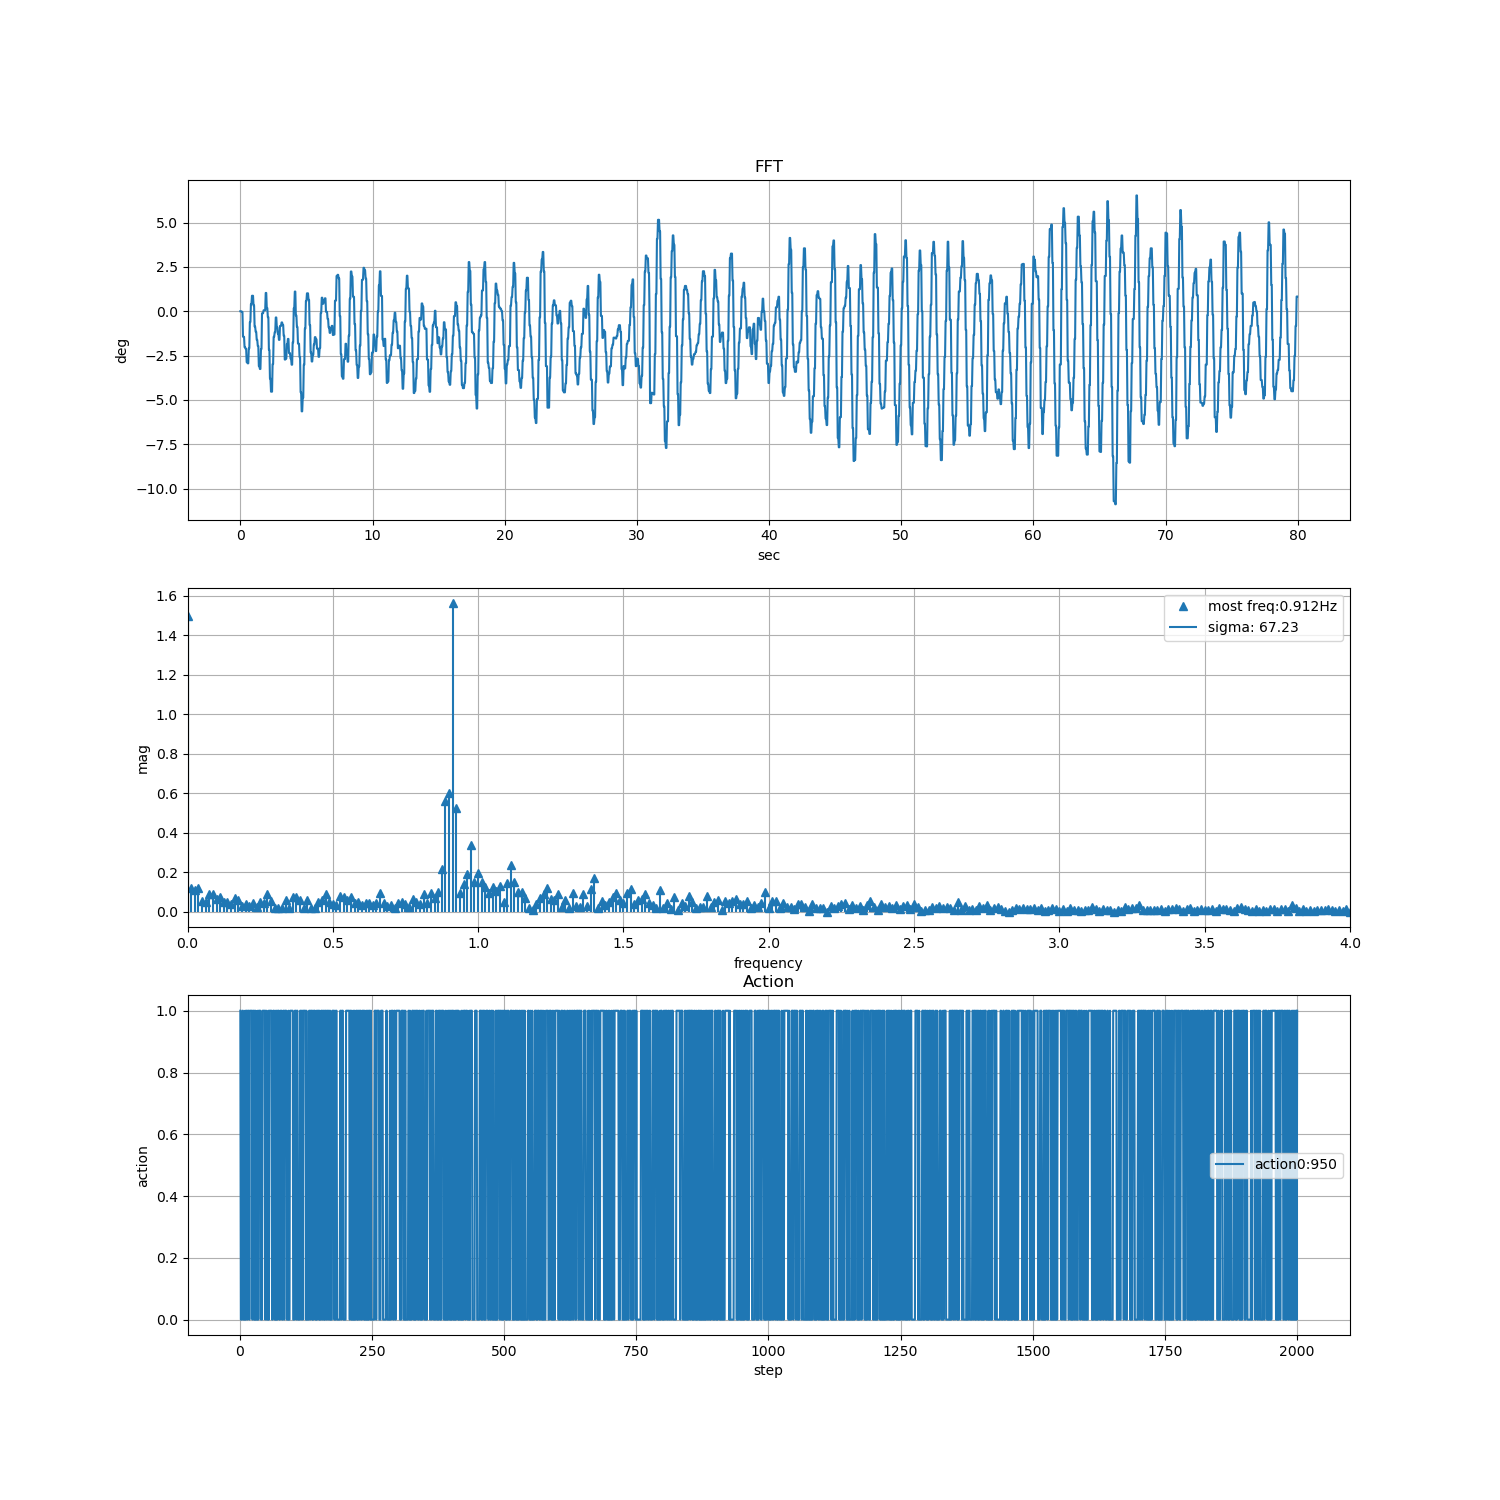 FFT
5.0
2.5
0.0
−2.5
−5.0
−7.5
−10.0
deg
0 10 20 30 40 50 60 70 80
sec
1.6
1.4
1.2
1.0
0.8
0.6
0.4
0.2
0.0
mag
most freq:0.912Hz
sigma: 67.23
0.0 0.5 1.0 1.5 2.0 2.5 3.0 3.5 4.0
frequency
Action
1.0
0.8
0.6
0.4
0.2
0.0
action
action0:950
0 250 500 750 1000 1250 1500 1750 2000
step